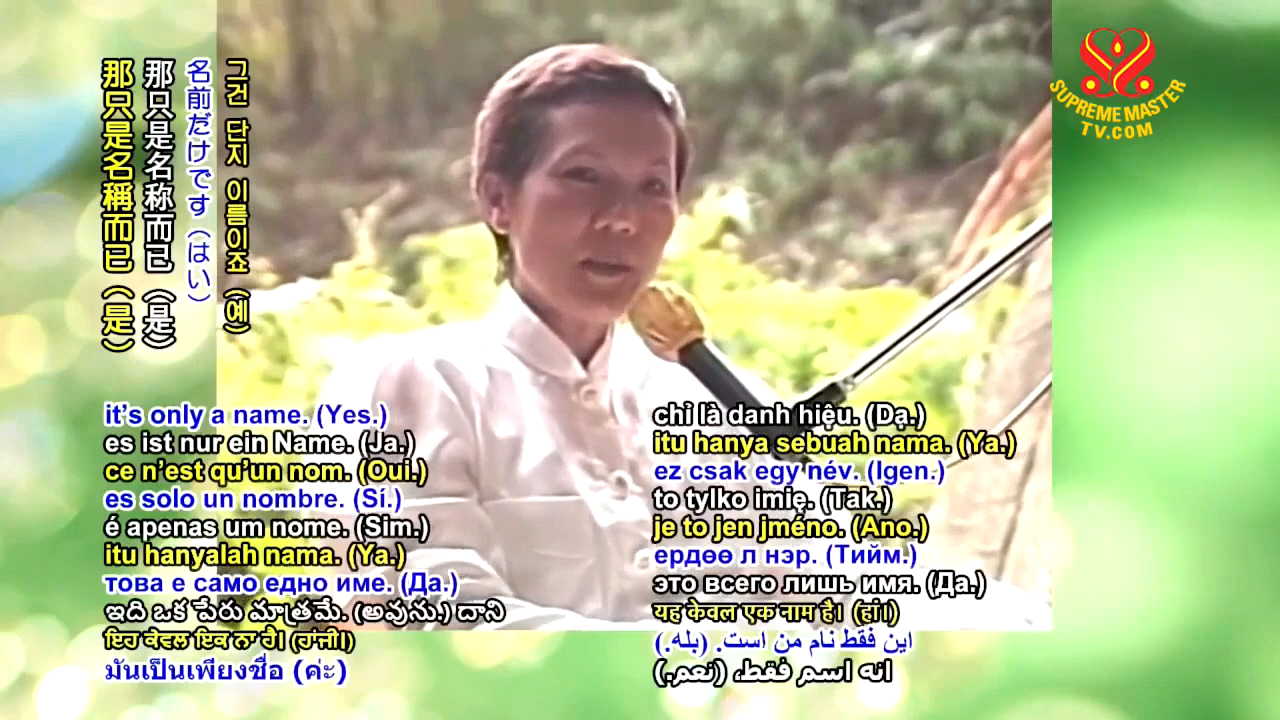 그건 단지 이름이죠 (예)
名前だけです (はい)
那只是名称而已 (是)
那只是名稱而已 (是)
SUPREME MASTER
TV.COM
it's only a name. (Yes.)
es ist nur ein Name. (Ja.)
ce n'est qu'un nom. (Oui.)
es solo un nombre. (Sí.)
é apenas um nome. (Sim.)
itu hanyalah nama. (Ya.)
това е само едно име. (Да.)
ఇది ఒక పేరు మాత్రమే. (అవును.) దాని
ਇਹ ਕੇਵਲ ਇਕ ਨਾ ਹੈ। (ਹਾਂਜੀ।)
มันเป็นเพียงชื่อ (ค่ะ)
chỉ là danh hiệu. (Dạ.)
itu hanya sebuah nama. (Ya.)
ez csak egy név. (Igen.)
to tylko imię. (Tak.)
je to jen jméno. (Ano.)
ердөө л нэр. (Тийм.)
это всего лишь имя. (Да.)
यह केवल एक नाम है। (हां।)
این فقط نام من است. (بله.)
انه اسم فقط، (نعم.)